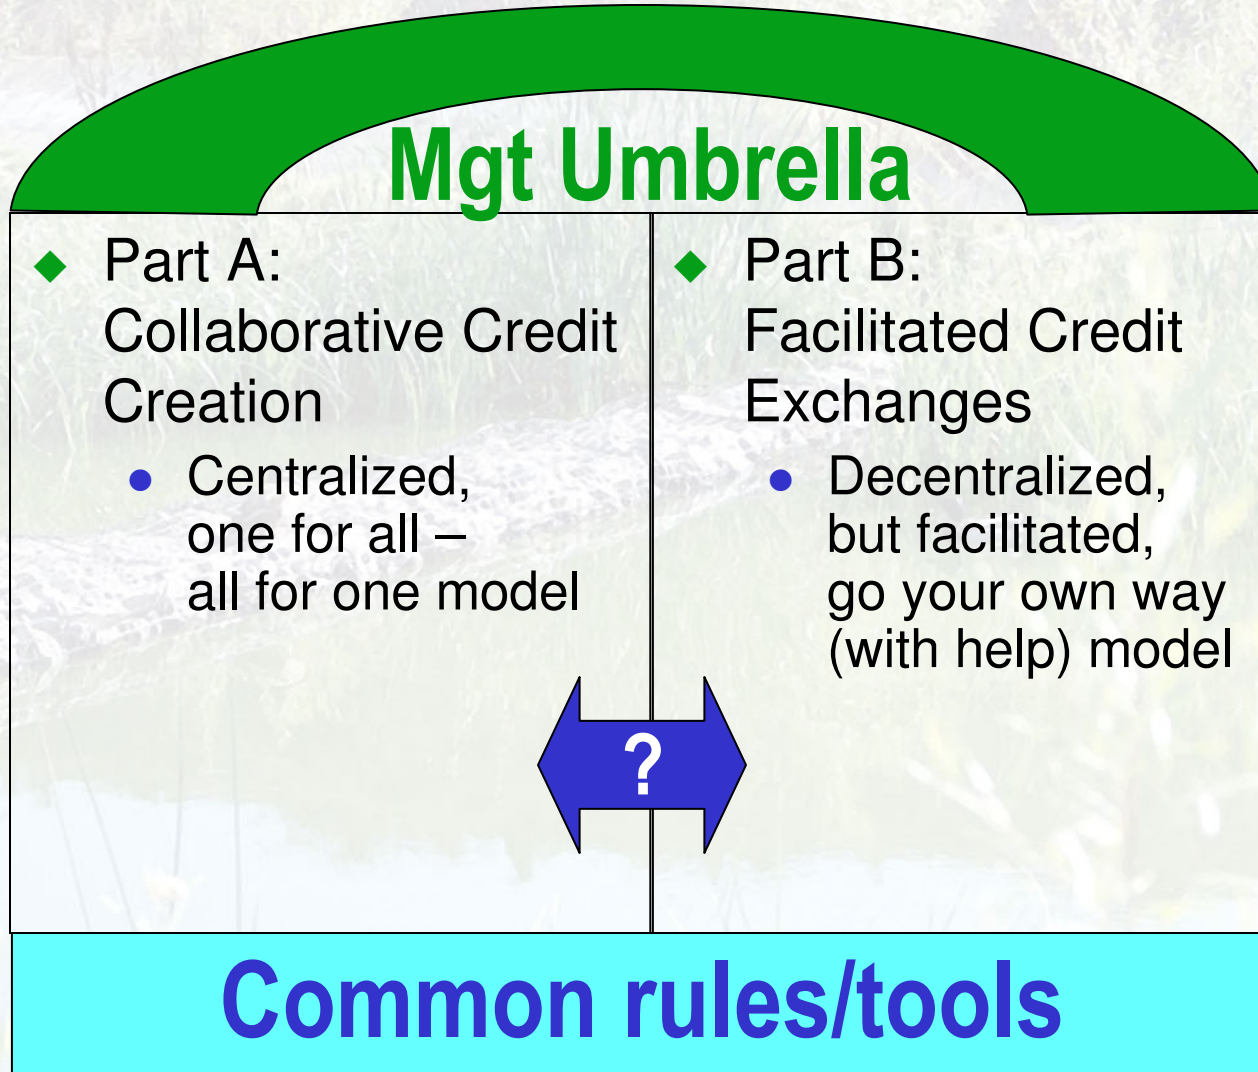 Mgt Umbrella
Part A:
Collaborative Credit
Creation
Centralized,
one for all –
all for one model
Part B:
Facilitated Credit
Exchanges
Decentralized,
but facilitated,
go your own way
(with help) model
?
Common rules/tools